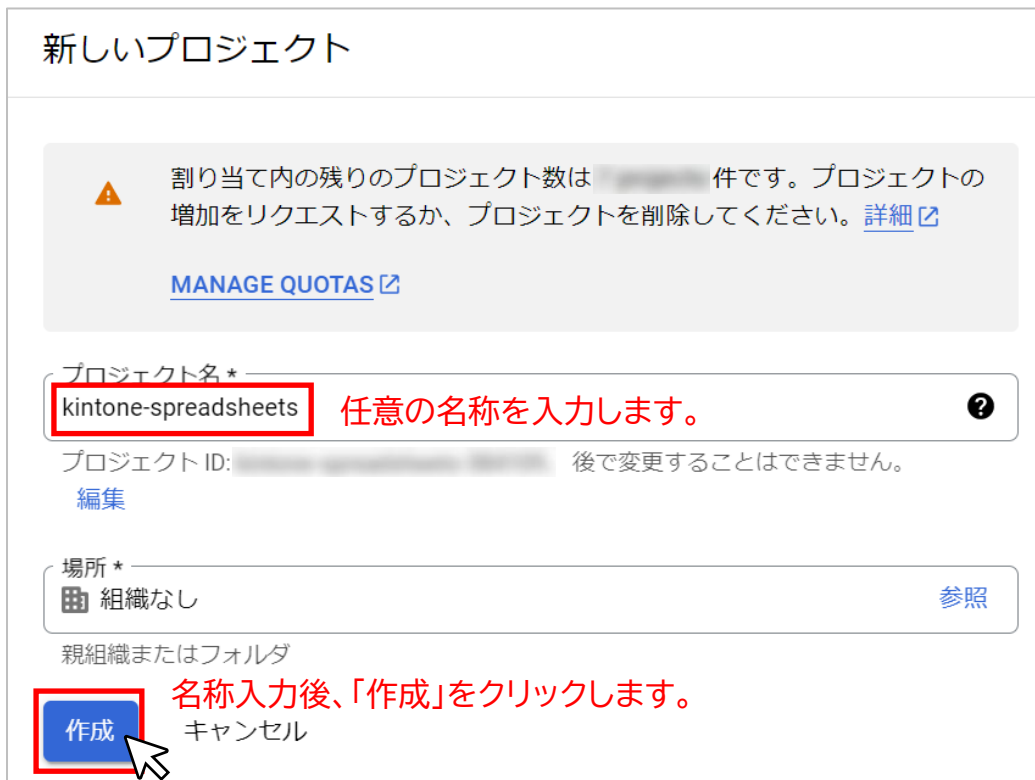 新しいプロジェクト
割り当て内の残りのプロジェクト数は 件です。プロジェクトの
増加をリクエストするか、プロジェクトを削除してください。詳細
MANAGE QUOTAS
プロジェクト名 *
kintone-spreadsheets 任意の名称を入力します。
プロジェクト ID: 後で変更することはできません。
編集
場所 *
組織なし 参照
親組織またはフォルダ
名称入力後、「作成」をクリックします。
作成 キャンセル